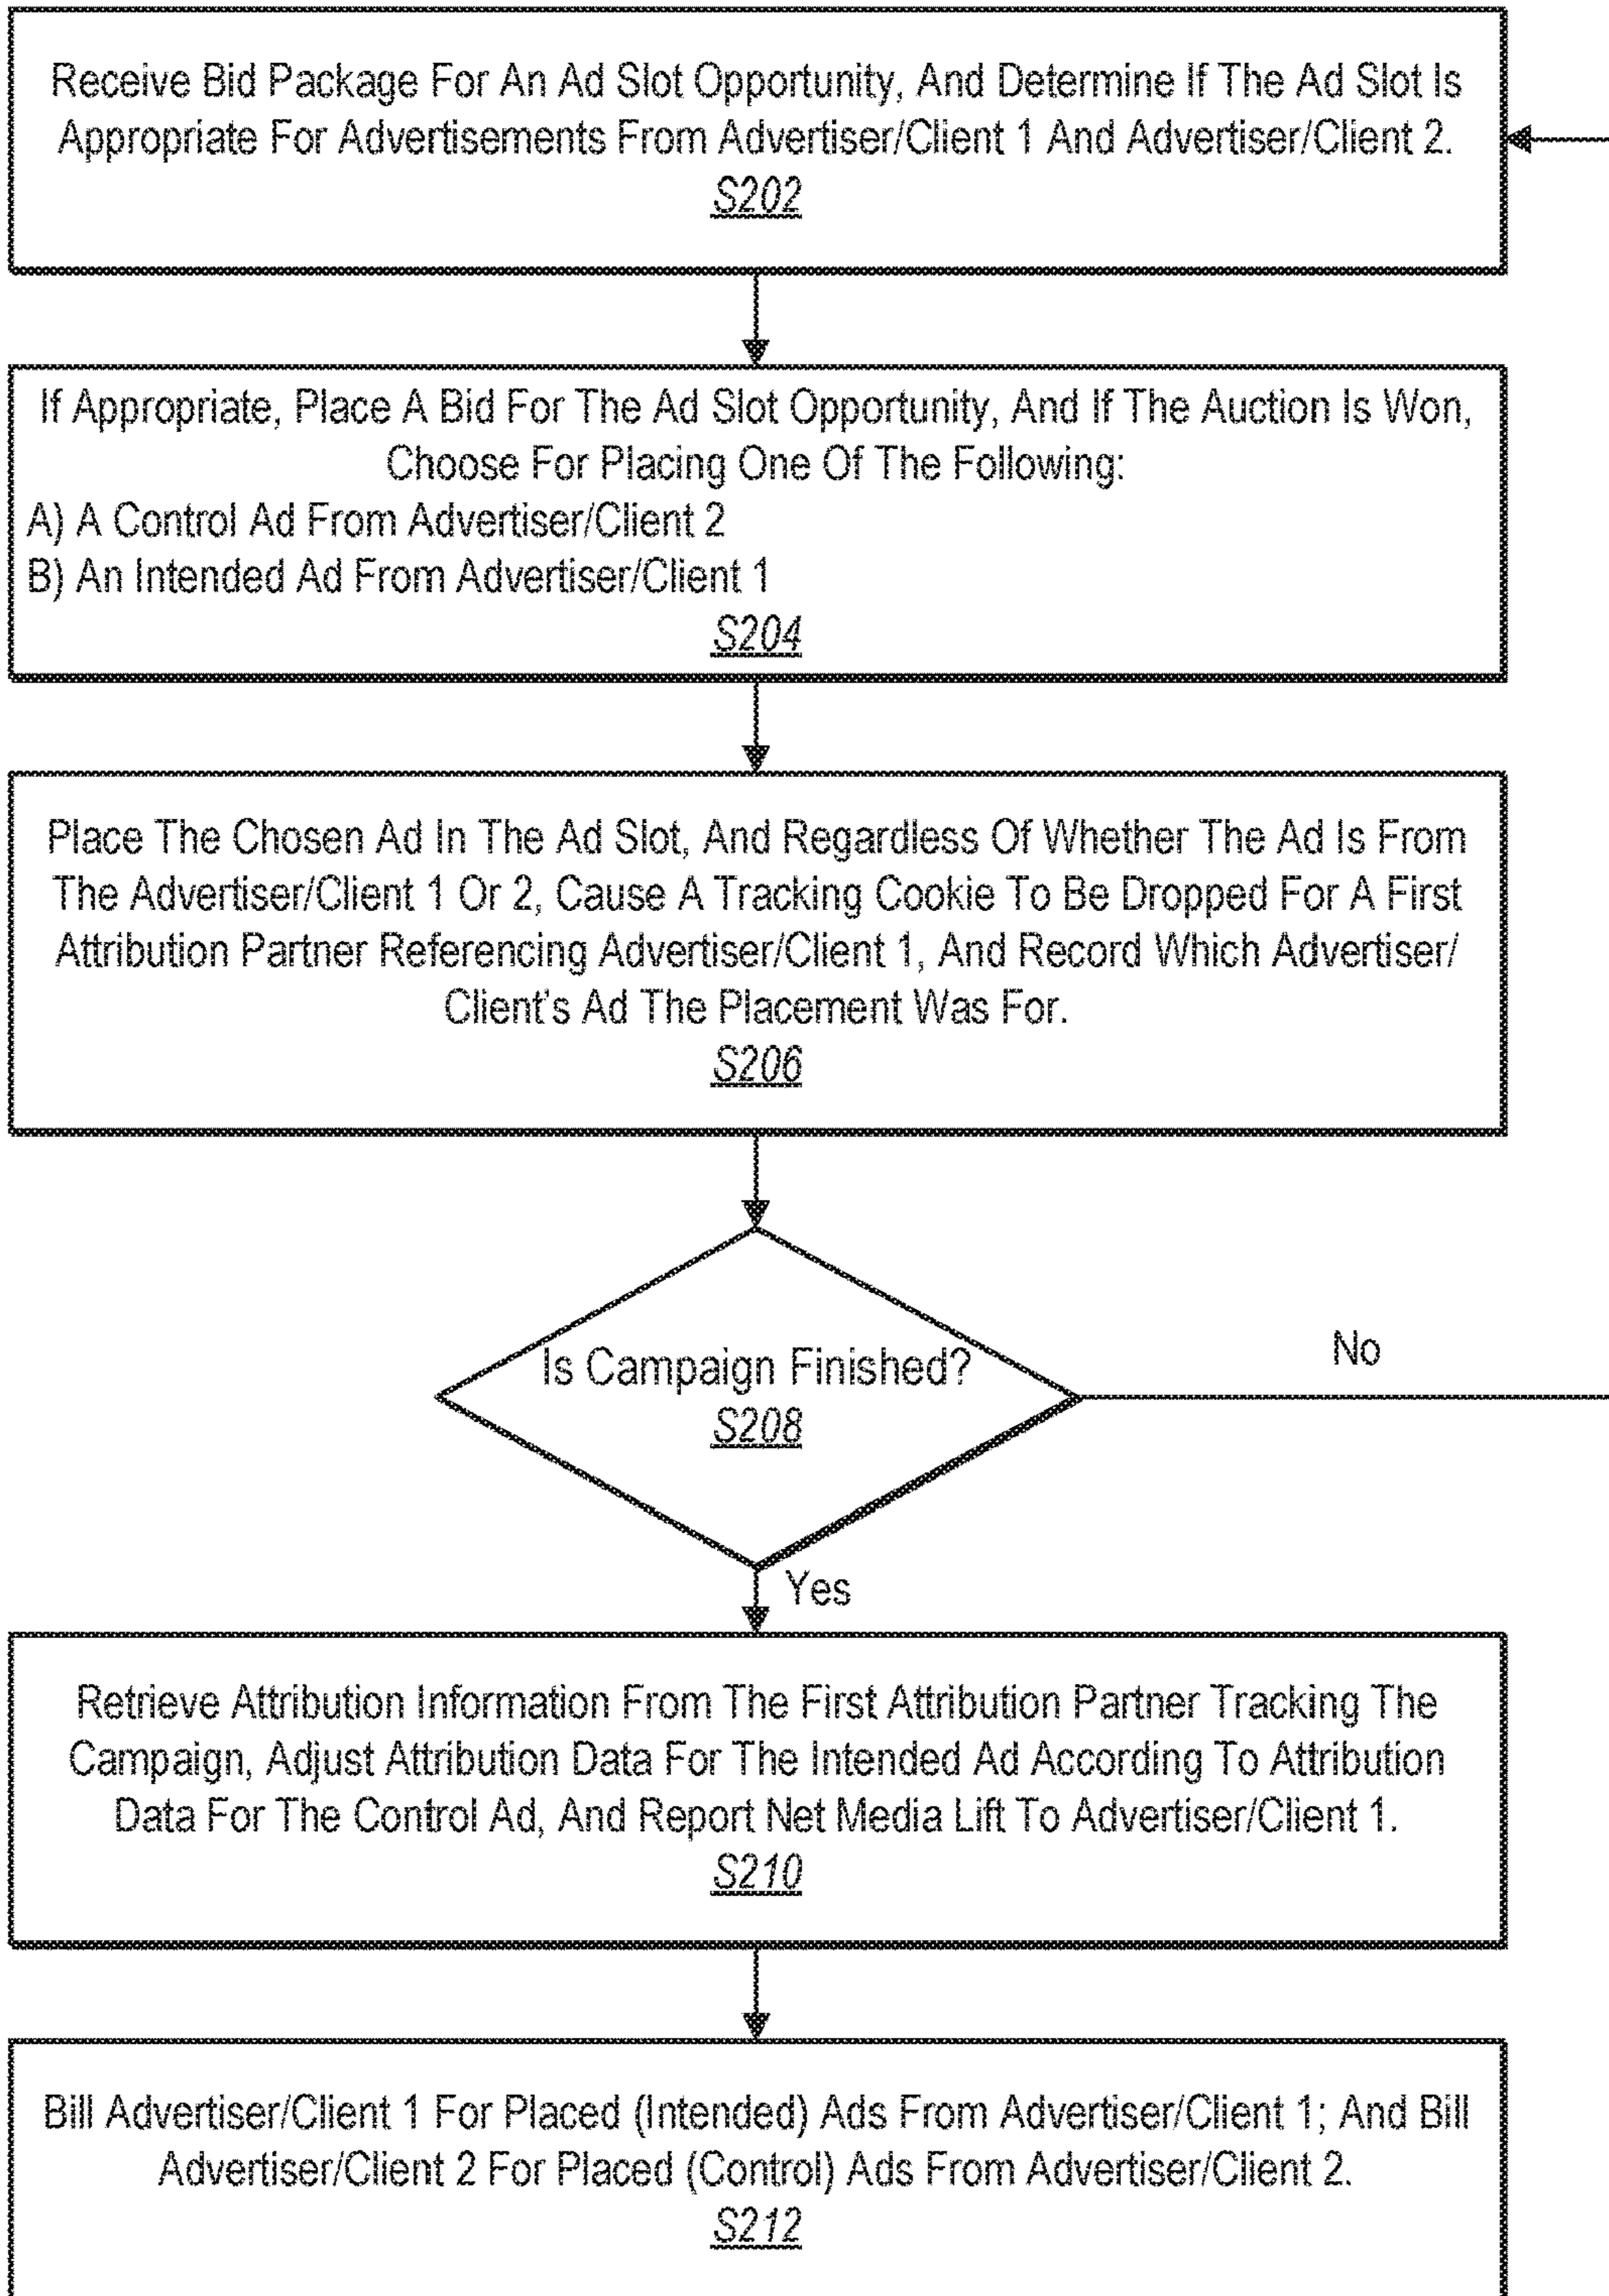 Receive Bid Package For An Ad Slot Opportunity, And Determine If The Ad Slot Is
Appropriate For Advertisements From Advertiser/Client 1 And Advertiser/Client 2.
S202
If Appropriate, Place A Bid For The Ad Slot Opportunity, And If The Auction Is Won,
Choose For Placing One Of The Following:
A) A Control Ad From Advertiser/Client 2
B) An Intended Ad From Advertiser/Client 1
S204
Place The Chosen Ad In The Ad Slot, And Regardless Of Whether The Ad Is From
The Advertiser/Client 1 Or 2, Cause A Tracking Cookie To Be Dropped For A First
Attribution Partner Referencing Advertiser/Client 1, And Record Which Advertiser/
Client's Ad The Placement Was For.
S206
Is Campaign Finished?
S208
No
Yes
Retrieve Attribution Information From The First Attribution Partner Tracking The
Campaign, Adjust Attribution Data For The Intended Ad According To Attribution
Data For The Control Ad, And Report Net Media Lift To Advertiser/Client 1.
S210
Bill Advertiser/Client 1 For Placed (Intended) Ads From Advertiser/Client 1; And Bill
Advertiser/Client 2 For Placed (Control) Ads From Advertiser/Client 2.
S212